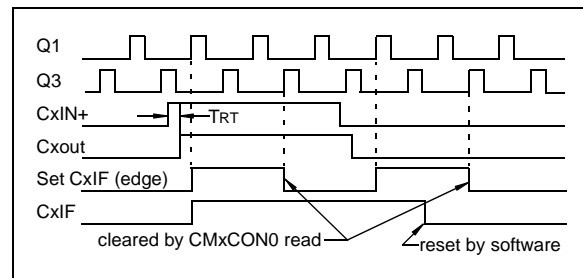 Q1
Q3
CxIN+
TRT
Cxout
Set CxIF (edge)
CxIF
cleared by CMxCON0 read
reset by software